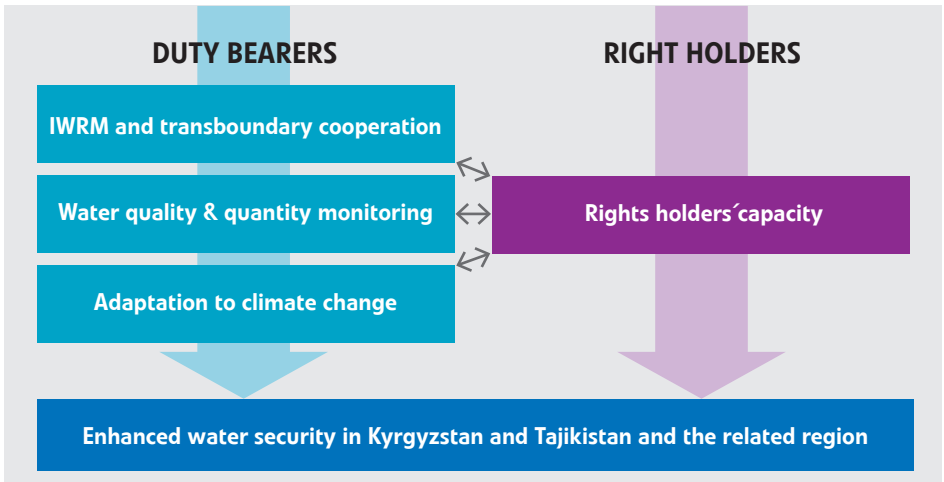 DUTY BEARERS
RIGHT HOLDERS
IWRM and transboundary cooperation
Water quality & quantity monitoring
Rights holders´capacity
Adaptation to climate change
Enhanced water security in Kyrgyzstan and Tajikistan and the related region